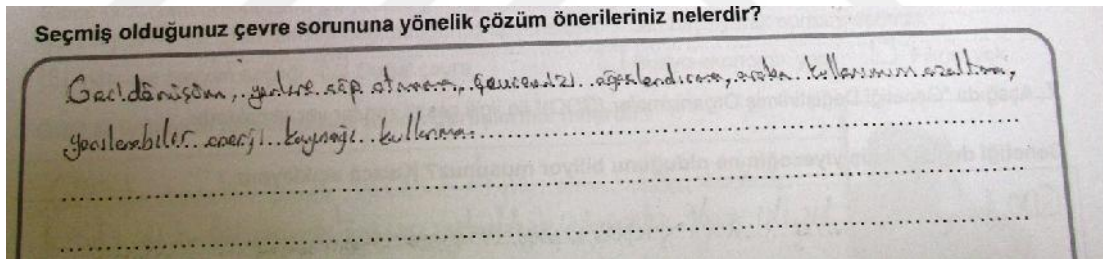 Seçmiş olduğunuz çevre sorununa yönelik çözüm önerileriniz nelerdir?
Geri dönüşüm, yerlere çöp atmama, çevremizi ağaçlandırma, araba kullanımını azaltma,
yenilenebilir enerji kaynağı kullanma.